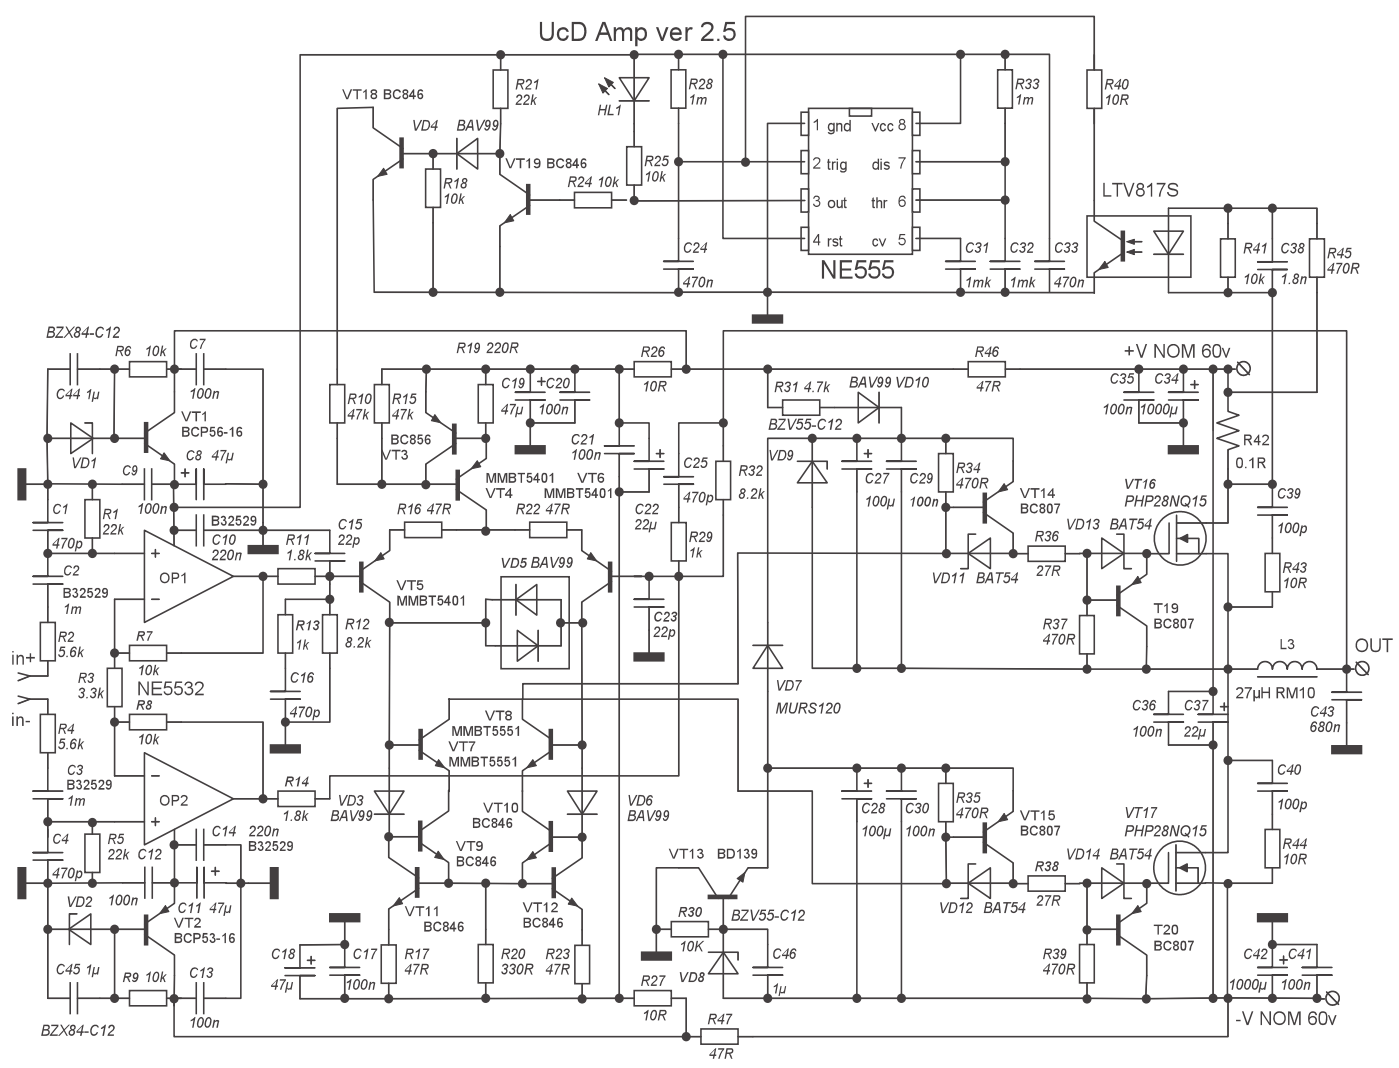 UcD Amp ver 2.5
VT18 BC846
VD4 BAV99
R21
22k
HL1
R28
1m
R33
1m
R40
10R
VT19 BC846
R18
10k
R24 10k
R25
10k
1 gnd vcc 8
2 trig dis 7
3 out thr 6
4 rst cv 5
NE555
LTV817S
C24
470n
C31
1mk
C32
1mk
C33
470n
R41
10k
C38
1.8n
R45
470R
BZX84-C12
R6 10k
C7
100n
C44 1µ
VT1
BCP56-16
VD1
C9
100n
C8 47µ
R19 220R
C19
47µ
C20
100n
R26
10R
R10
47k
R15
47k
BC856
VT3
MMBT5401
VT4
C21
100n
VT6
MMBT5401
C22
22µ
C25
470p
R32
8.2k
R29
1k
R46
47R
R31 4.7k
BAV99 VD10
BZV55-C12
VD9
C27
100µ
C29
100n
R34
470R
VT14
BC807
+V NOM 60v
C35
100n
C34
1000µ
R42
0.1R
VT16
PHP28NQ15
C39
100p
R43
10R
C1
470p
R1
22k
B32529
C10
220n
C15
22p
R11
1.8k
R16 47R
R22 47R
VD5 BAV99
VT5
MMBT5401
C23
22p
VD11 BAT54
R36
27R
VD13 BAT54
T19
BC807
R37
470R
C2
B32529
1m
OP1
R2
5.6k
in+
in-
R3
3.3k
R7
10k
NE5532
R8
10k
R13
1k
R12
8.2k
C16
470p
R4
5.6k
C3
B32529
1m
OP2
R14
1.8k
VT8
MMBT5551
VT7
MMBT5551
VD7
MURS120
L3
OUT
27µH RM10
C36
100n
C37
22µ
C43
680n
VD3
BAV99
VT9
BC846
VT10
BC846
VD6
BAV99
C28
100µ
C30
100n
R35
470R
VT15
BC807
VT17
PHP28NQ15
C40
100p
R44
10R
C4
470p
R5
22k
C14 220n
B32529
C12
100n
C11 47µ
VD2
VT2
BCP53-16
C45 1µ
R9 10k
C13
100n
BZX84-C12
VT11
BC846
VT12
BC846
C18
47µ
C17
100n
R17
47R
R20
330R
R23
47R
R27
10R
R47
47R
VT13 BD139
R30
10K
BZV55-C12
VD8
C46
1µ
VD12 BAT54
R38
27R
VD14 BAT54
T20
BC807
R39
470R
C42
1000µ
C41
100n
-V NOM 60v